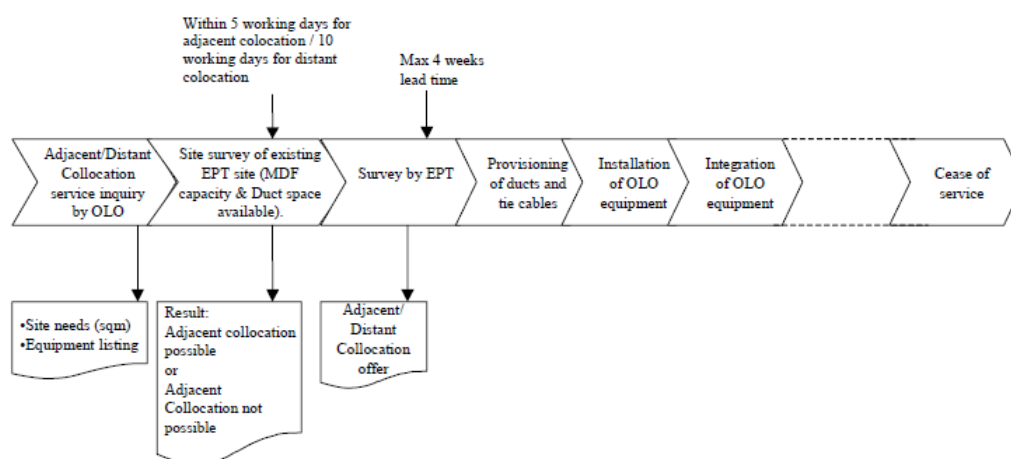 Within 5 working days for
adjacent colocation / 10
working days for distant
colocation
Max 4 weeks
lead time
Adjacent/Distant
Collocation
service inquiry
by OLO
Site survey of existing
EPT site (MDF
capacity & Duct space
available).
Survey by EPT
Provisioning
of ducts and
tie cables
Installation
of OLO
equipment
Integration
of OLO
equipment
Cease of
service
•Site needs (sqm)
•Equipment listing
Result:
Adjacent collocation
possible
or
Adjacent
Collocation not
possible
Adjacent/
Distant
Collocation
offer